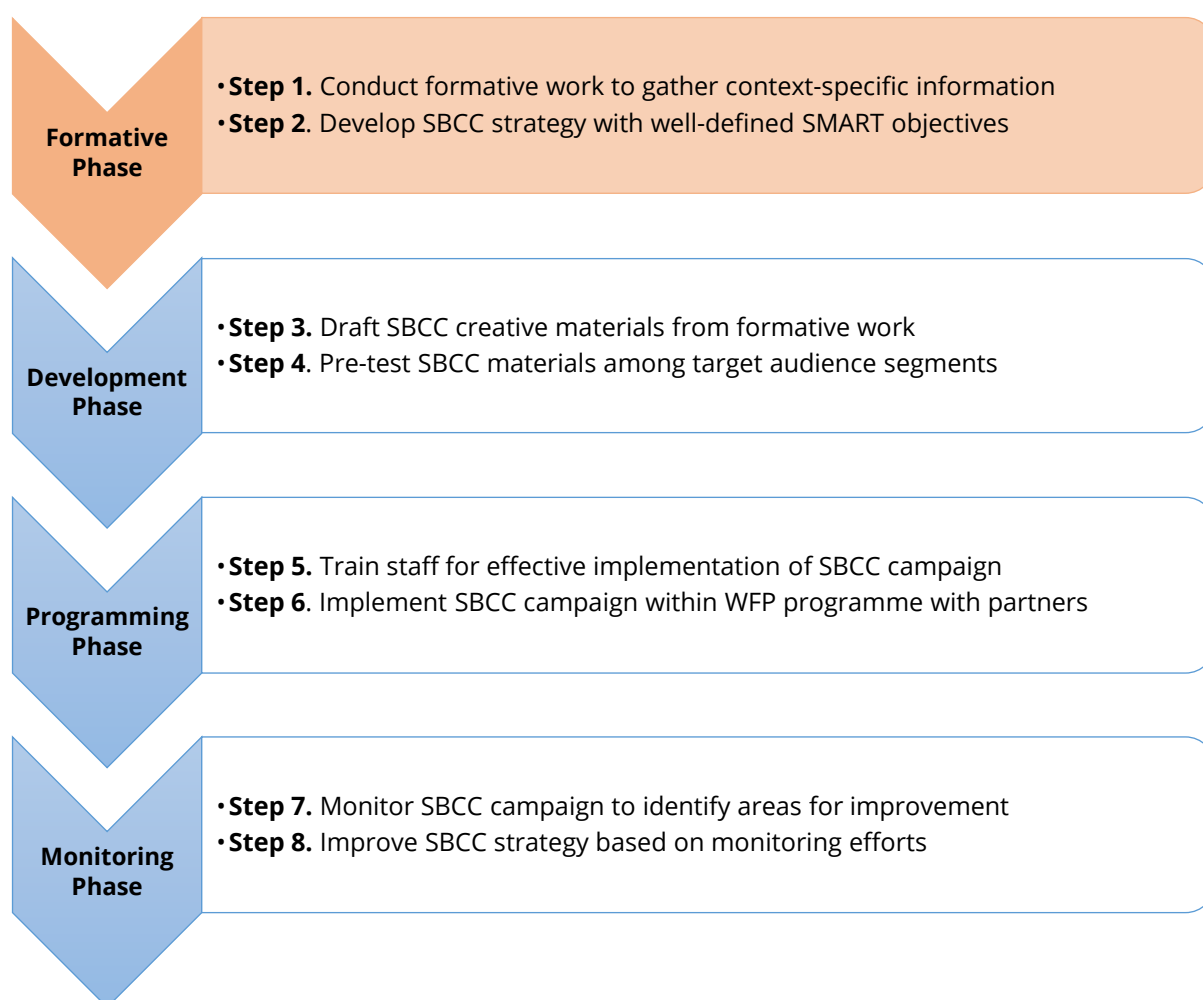 Formative
Phase
•Step 1. Conduct formative work to gather context-specific information
•Step 2. Develop SBCC strategy with well-defined SMART objectives
Development
Phase
•Step 3. Draft SBCC creative materials from formative work
•Step 4. Pre-test SBCC materials among target audience segments
Programming
Phase
•Step 5. Train staff for effective implementation of SBCC campaign
•Step 6. Implement SBCC campaign within WFP programme with partners
Monitoring
Phase
•Step 7. Monitor SBCC campaign to identify areas for improvement
•Step 8. Improve SBCC strategy based on monitoring efforts